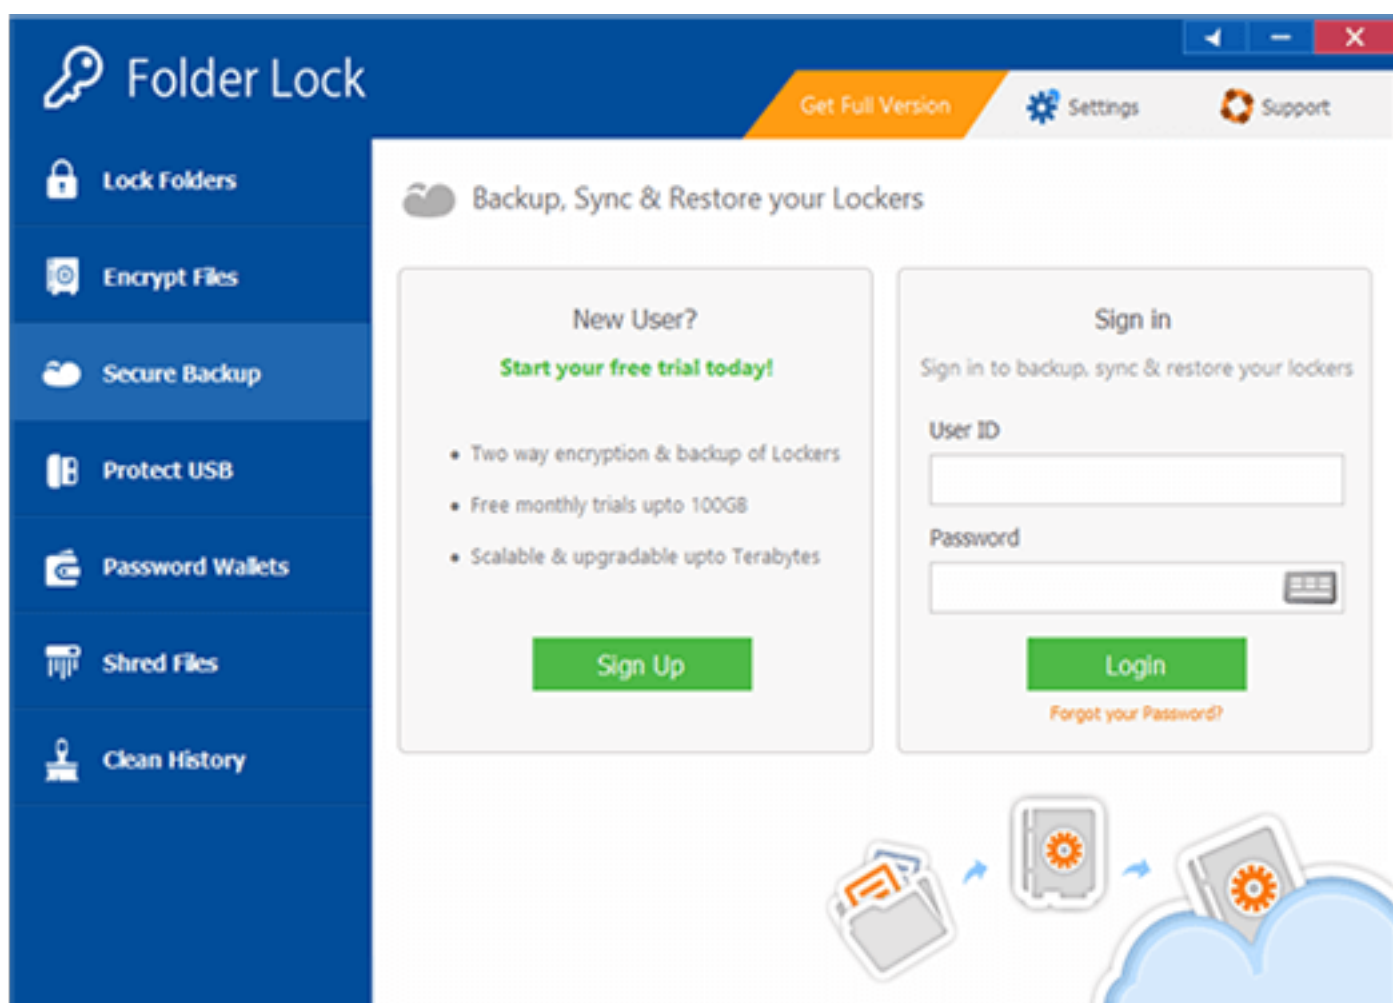 Folder Lock
Get Full Version
Settings
Support
Lock Folders
Encrypt Files
Secure Backup
Protect USB
Password Wallets
Shred Files
Clean History
Backup, Sync & Restore your Lockers
New User?
Start your free trial today!
• Two way encryption & backup of Lockers
• Free monthly trials upto 100GB
• Scalable & upgradable upto Terabytes
Sign Up
Sign in
Sign in to backup, sync & restore your lockers
User ID
Password
Login
Forgot your Password?